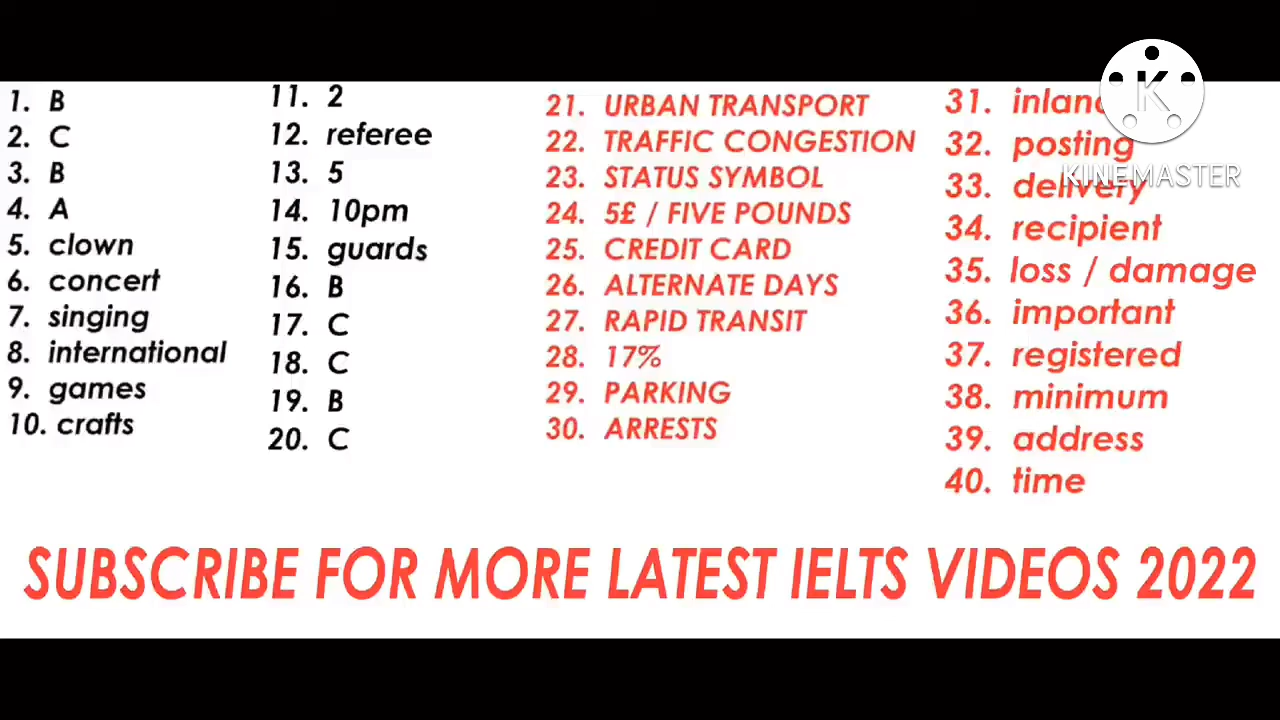 1. B
2. C
3. B
4. A
5. clown
6. concert
7. singing
8. international
9. games
10. crafts
11. 2
12. referee
13. 5
14. 10pm
15. guards
16. B
17. C
18. C
19. B
20. C
21. URBAN TRANSPORT
22. TRAFFIC CONGESTION
23. STATUS SYMBOL
24. 5£ / FIVE POUNDS
25. CREDIT CARD
26. ALTERNATE DAYS
27. RAPID TRANSIT
28. 17%
29. PARKING
30. ARRESTS
31. inland
32. posting
33. delivery
34. recipient
35. loss / damage
36. important
37. registered
38. minimum
39. address
40. time
K
KINEMASTER
SUBSCRIBE FOR MORE LATEST IELTS VIDEOS 2022